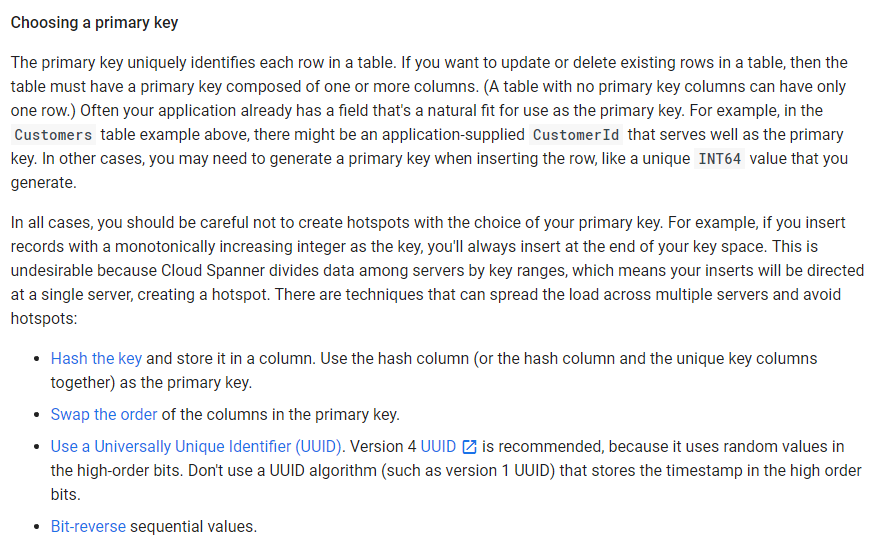 Choosing a primary key
The primary key uniquely identifies each row in a table. If you want to update or delete existing rows in a table, then the
table must have a primary key composed of one or more columns. (A table with no primary key columns can have only
one row.) Often your application already has a field that's a natural fit for use as the primary key. For example, in the
Customers table example above, there might be an application-supplied CustomerId that serves well as the primary
key. In other cases, you may need to generate a primary key when inserting the row, like a unique INT64 value that you
generate.
In all cases, you should be careful not to create hotspots with the choice of your primary key. For example, if you insert
records with a monotonically increasing integer as the key, you'll always insert at the end of your key space. This is
undesirable because Cloud Spanner divides data among servers by key ranges, which means your inserts will be directed
at a single server, creating a hotspot. There are techniques that can spread the load across multiple servers and avoid
hotspots:
• Hash the key and store it in a column. Use the hash column (or the hash column and the unique key columns
together) as the primary key.
• Swap the order of the columns in the primary key.
• Use a Universally Unique Identifier (UUID). Version 4 UUID is recommended, because it uses random values in
the high-order bits. Don't use a UUID algorithm (such as version 1 UUID) that stores the timestamp in the high order
bits.
• Bit-reverse sequential values.